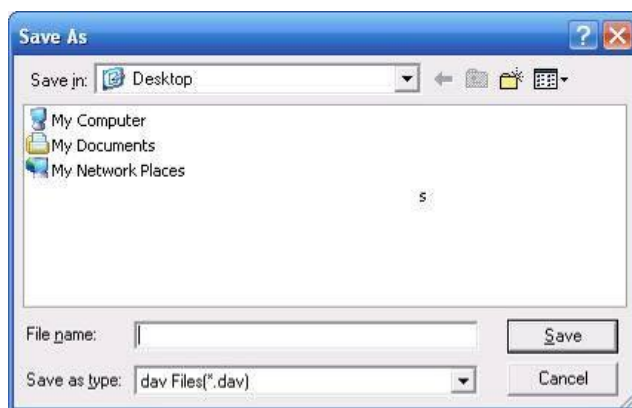 Save As
Save in: Desktop
My Computer
My Documents
My Network Places
s
File name:
Save
Save as type: dav Files(*.dav)
Cancel